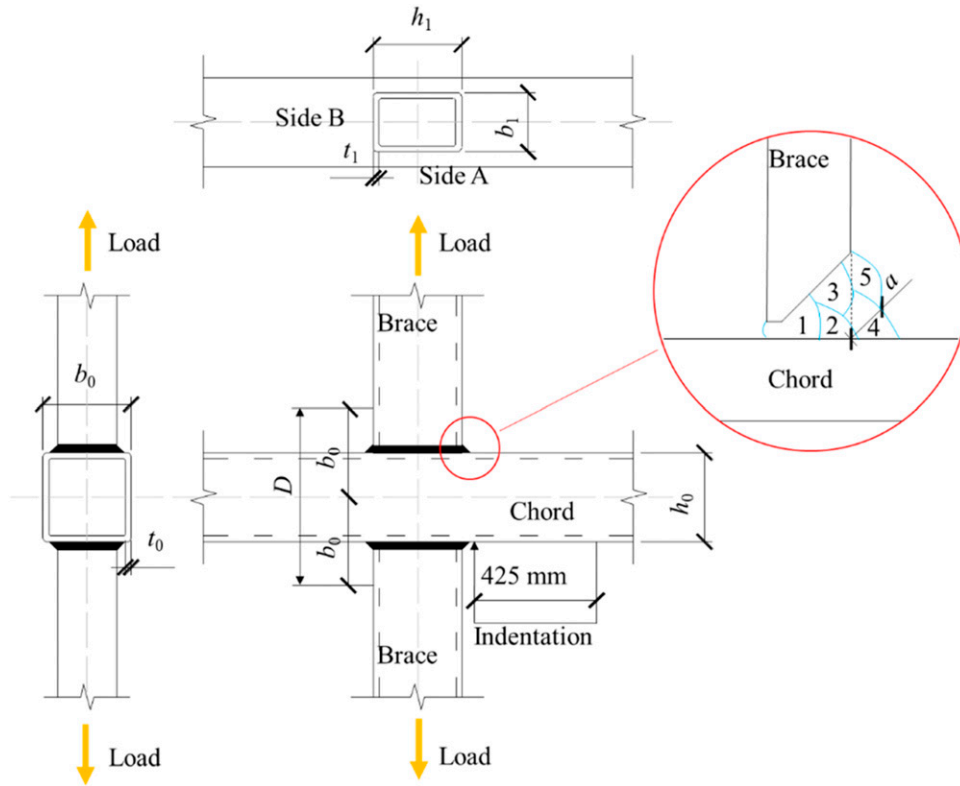 h₁
Side B
b₁
t₁
Side A
Brace
3
5
a
1
2
4
Chord
Load
Load
Brace
b₀
b₀
D
Chord
h₀
t₀
b₀
425 mm
Indentation
Brace
Load
Load